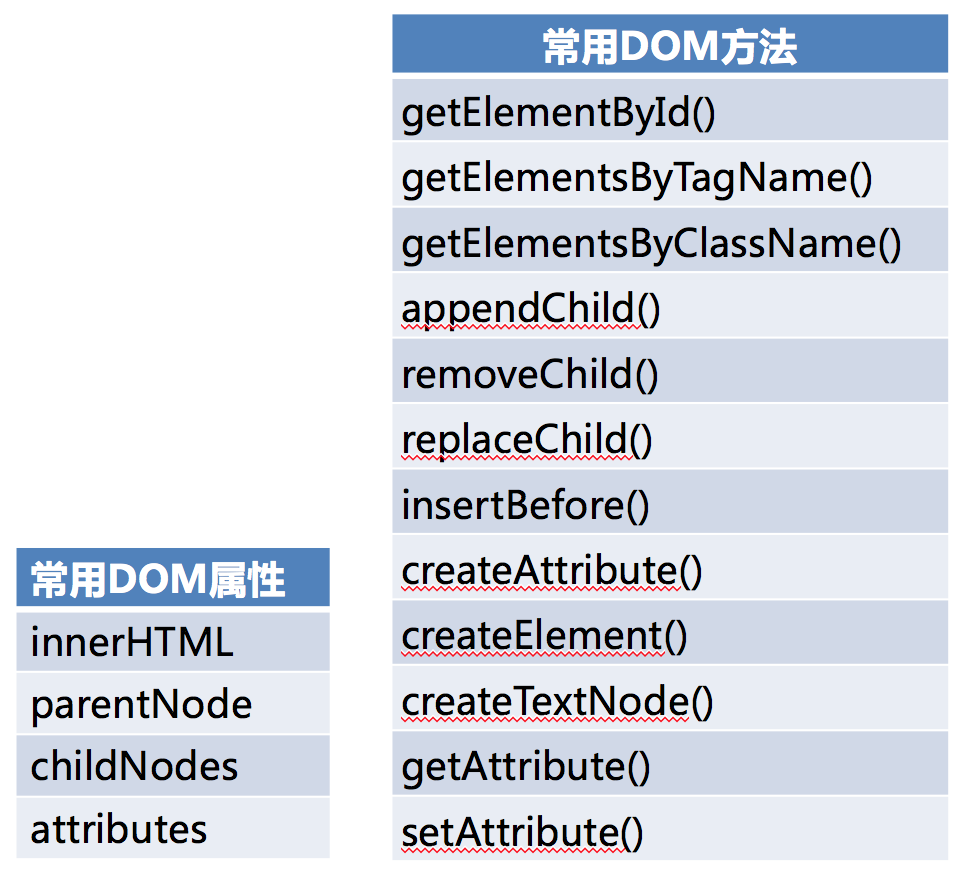 常用DOM方法
getElementById()
getElementsByTagName()
getElementsByClassName()
appendChild()
removeChild()
replaceChild()
insertBefore()
createAttribute()
createElement()
createTextNode()
getAttribute()
setAttribute()
常用DOM属性
innerHTML
parentNode
childNodes
attributes